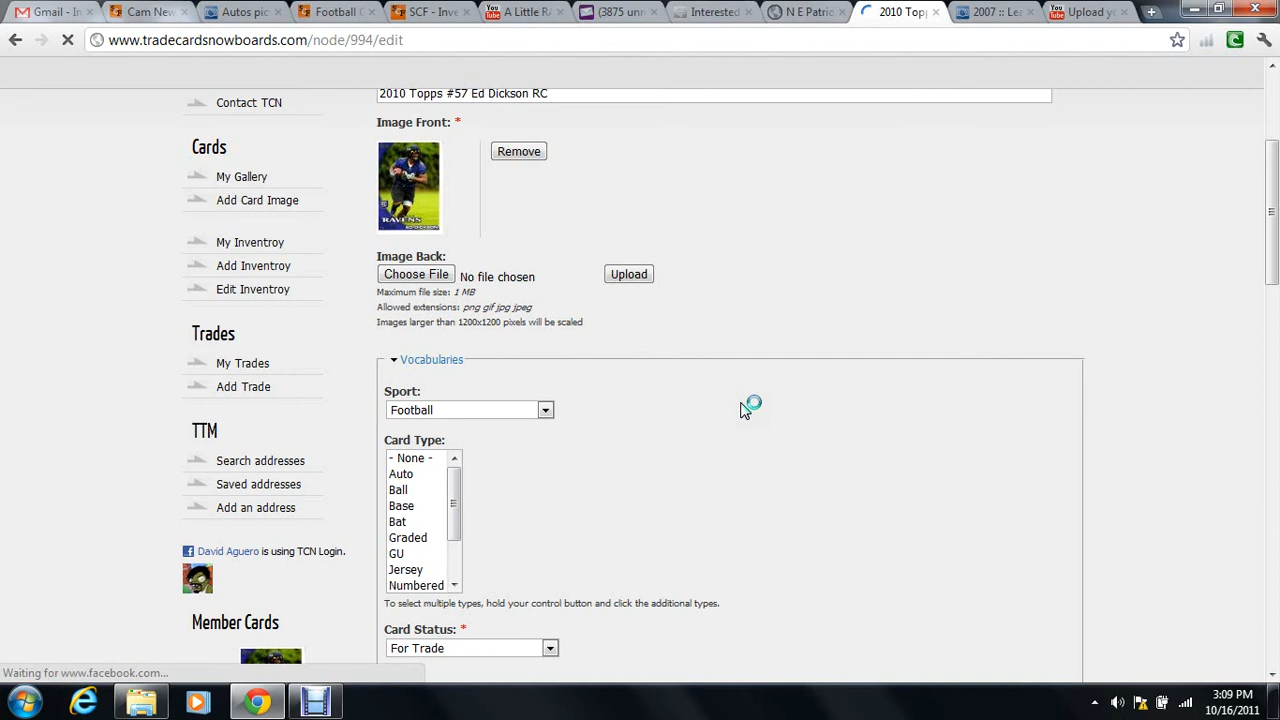 Gmail - In
Cam New
Autos pic
Football
SCF - Inve
A Little R
(3875 unr
Interested
N E Patric
2010 Topp
2007 :: Lea
Upload yo
www.tradecardsnowboards.com/node/994/edit
Contact TCN
Cards
My Gallery
Add Card Image
My Inventroy
Add Inventroy
Edit Inventroy
Trades
My Trades
Add Trade
TTM
Search addresses
Saved addresses
Add an address
David Aguero is using TCN Login.
Member Cards
2010 Topps #57 Ed Dickson RC
Image Front: *
RAVENS
ED DICKSON
Remove
Image Back:
Choose File No file chosen Upload
Maximum file size: 1 MB
Allowed extensions: png gif jpg jpeg
Images larger than 1200x1200 pixels will be scaled
Vocabularies
Sport:
Football
Card Type:
- None -
Auto
Ball
Base
Bat
Graded
GU
Jersey
Numbered
To select multiple types, hold your control button and click the additional types.
Card Status: *
For Trade
Waiting for www.facebook.com...
3:09 PM
10/16/2011